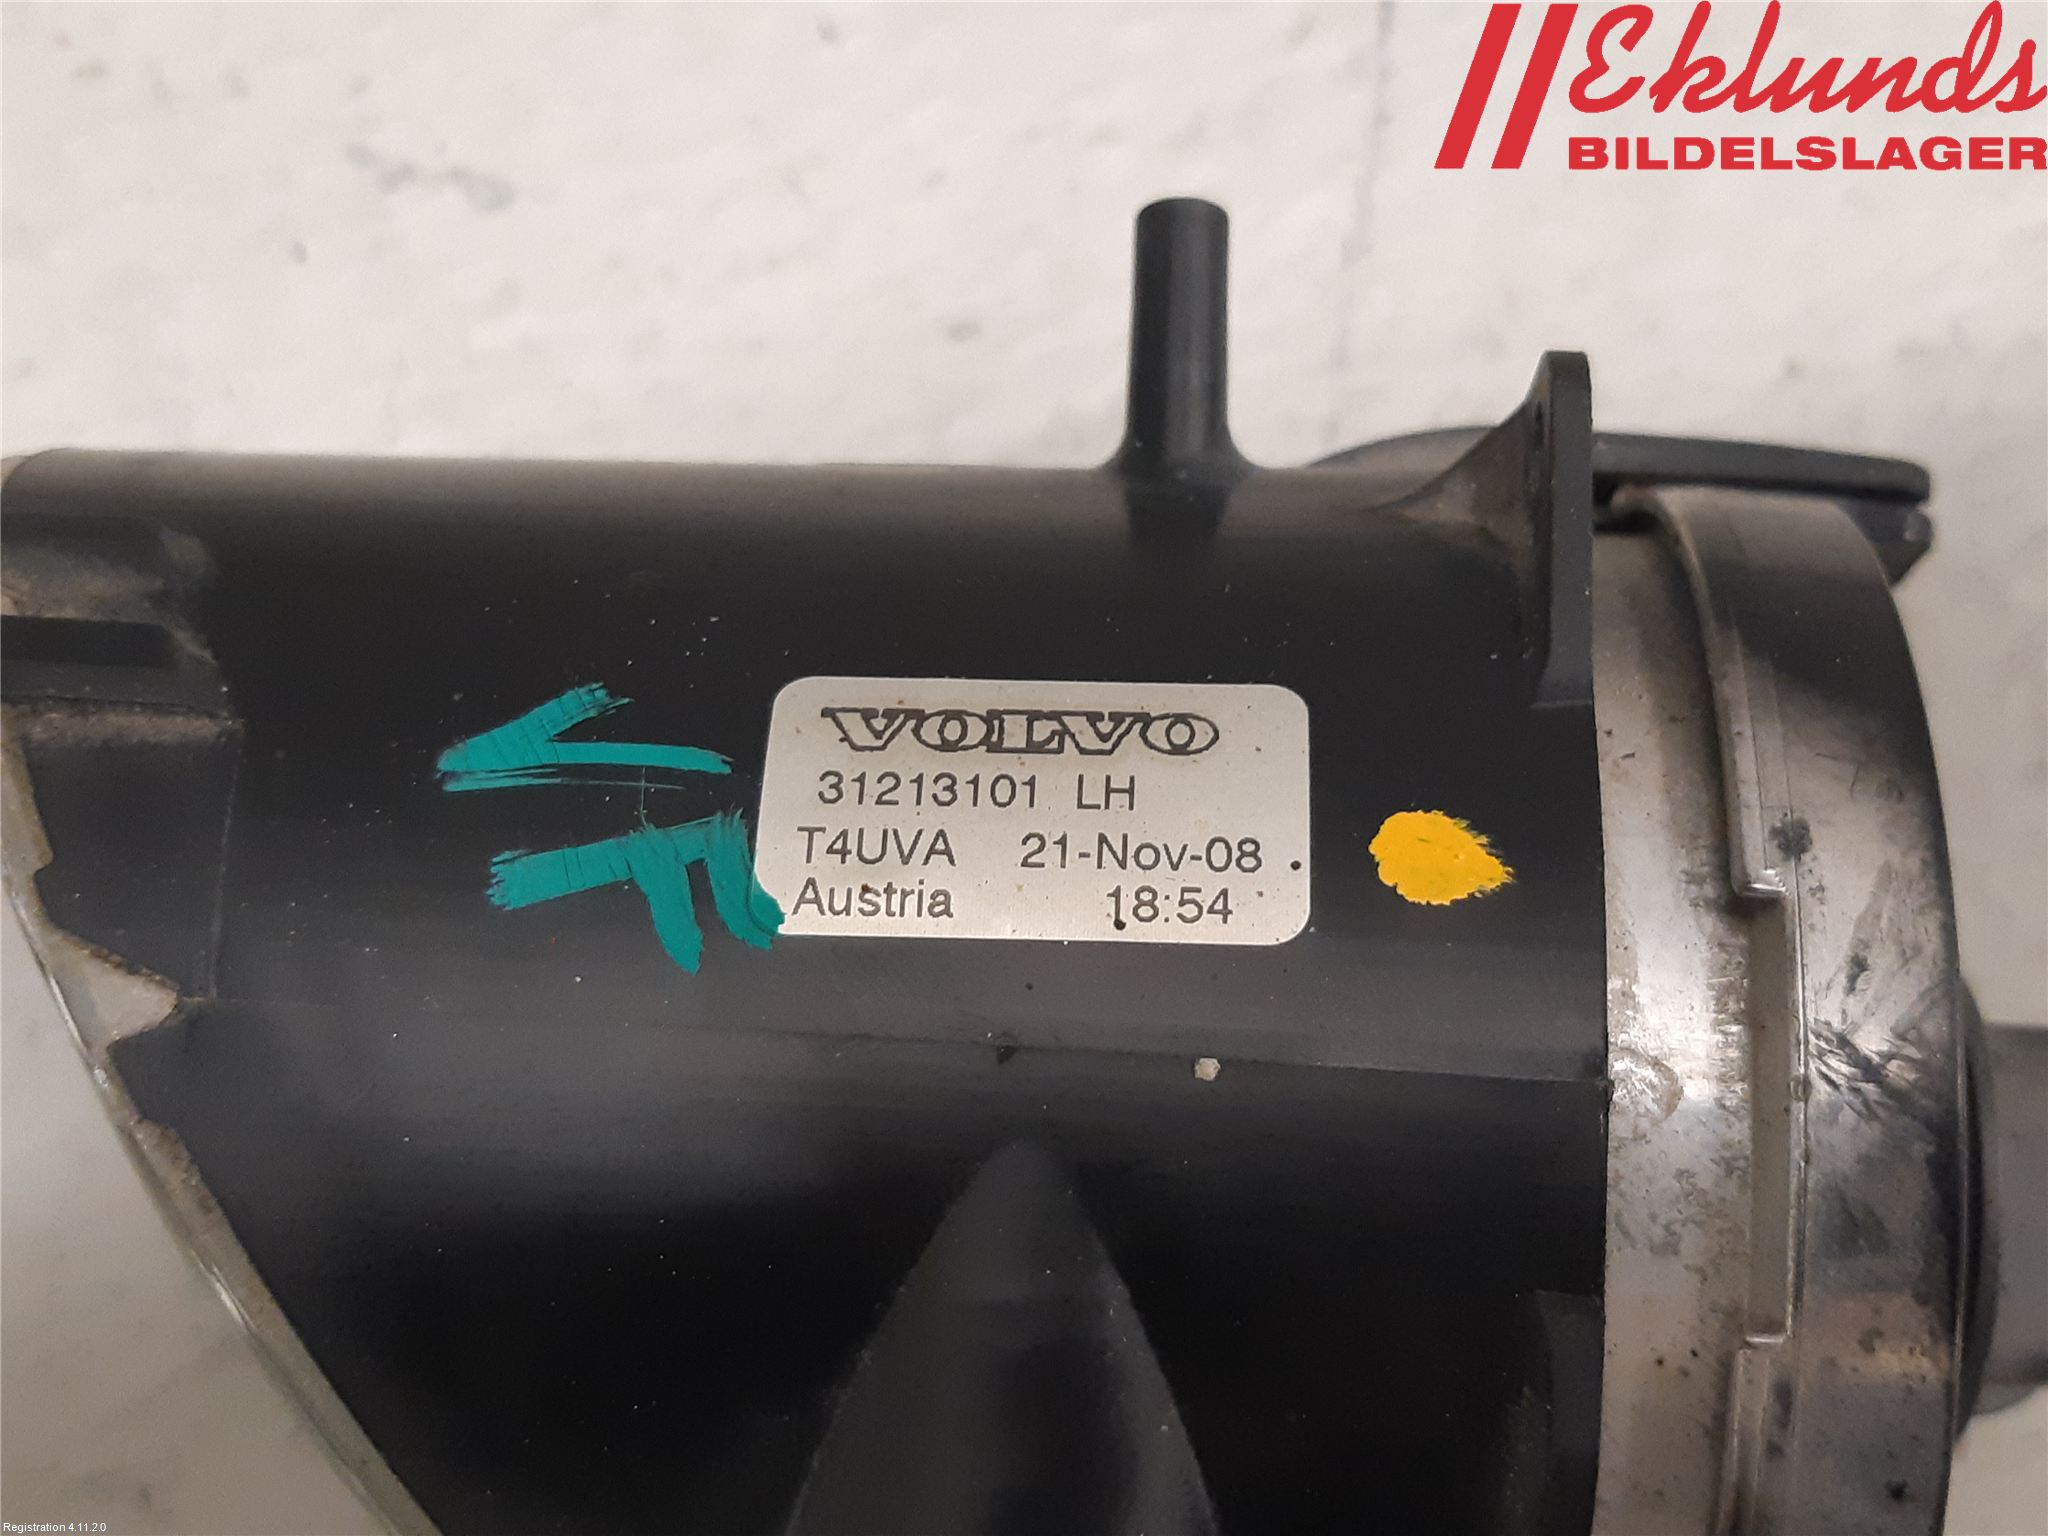 Eklunds
BILDELSLAGER
VOLVO
31213101 LH
T4UVA 21-Nov-08
Austria 18:54
Registration 4.11.2.0